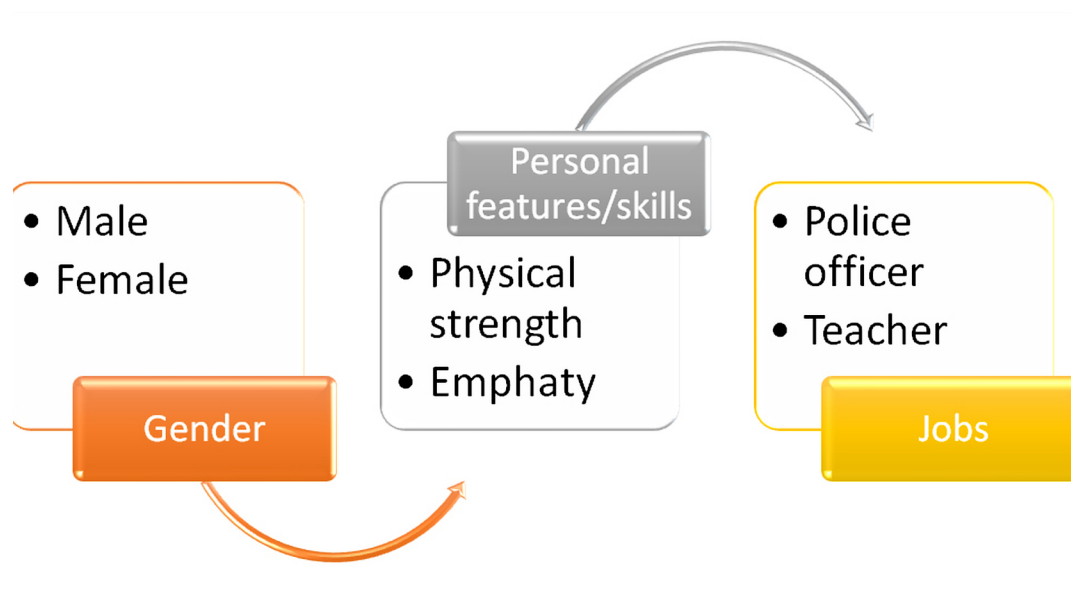 • Male
• Female
Gender
Personal
features/skills
• Physical
strength
• Emphaty
• Police
officer
• Teacher
Jobs